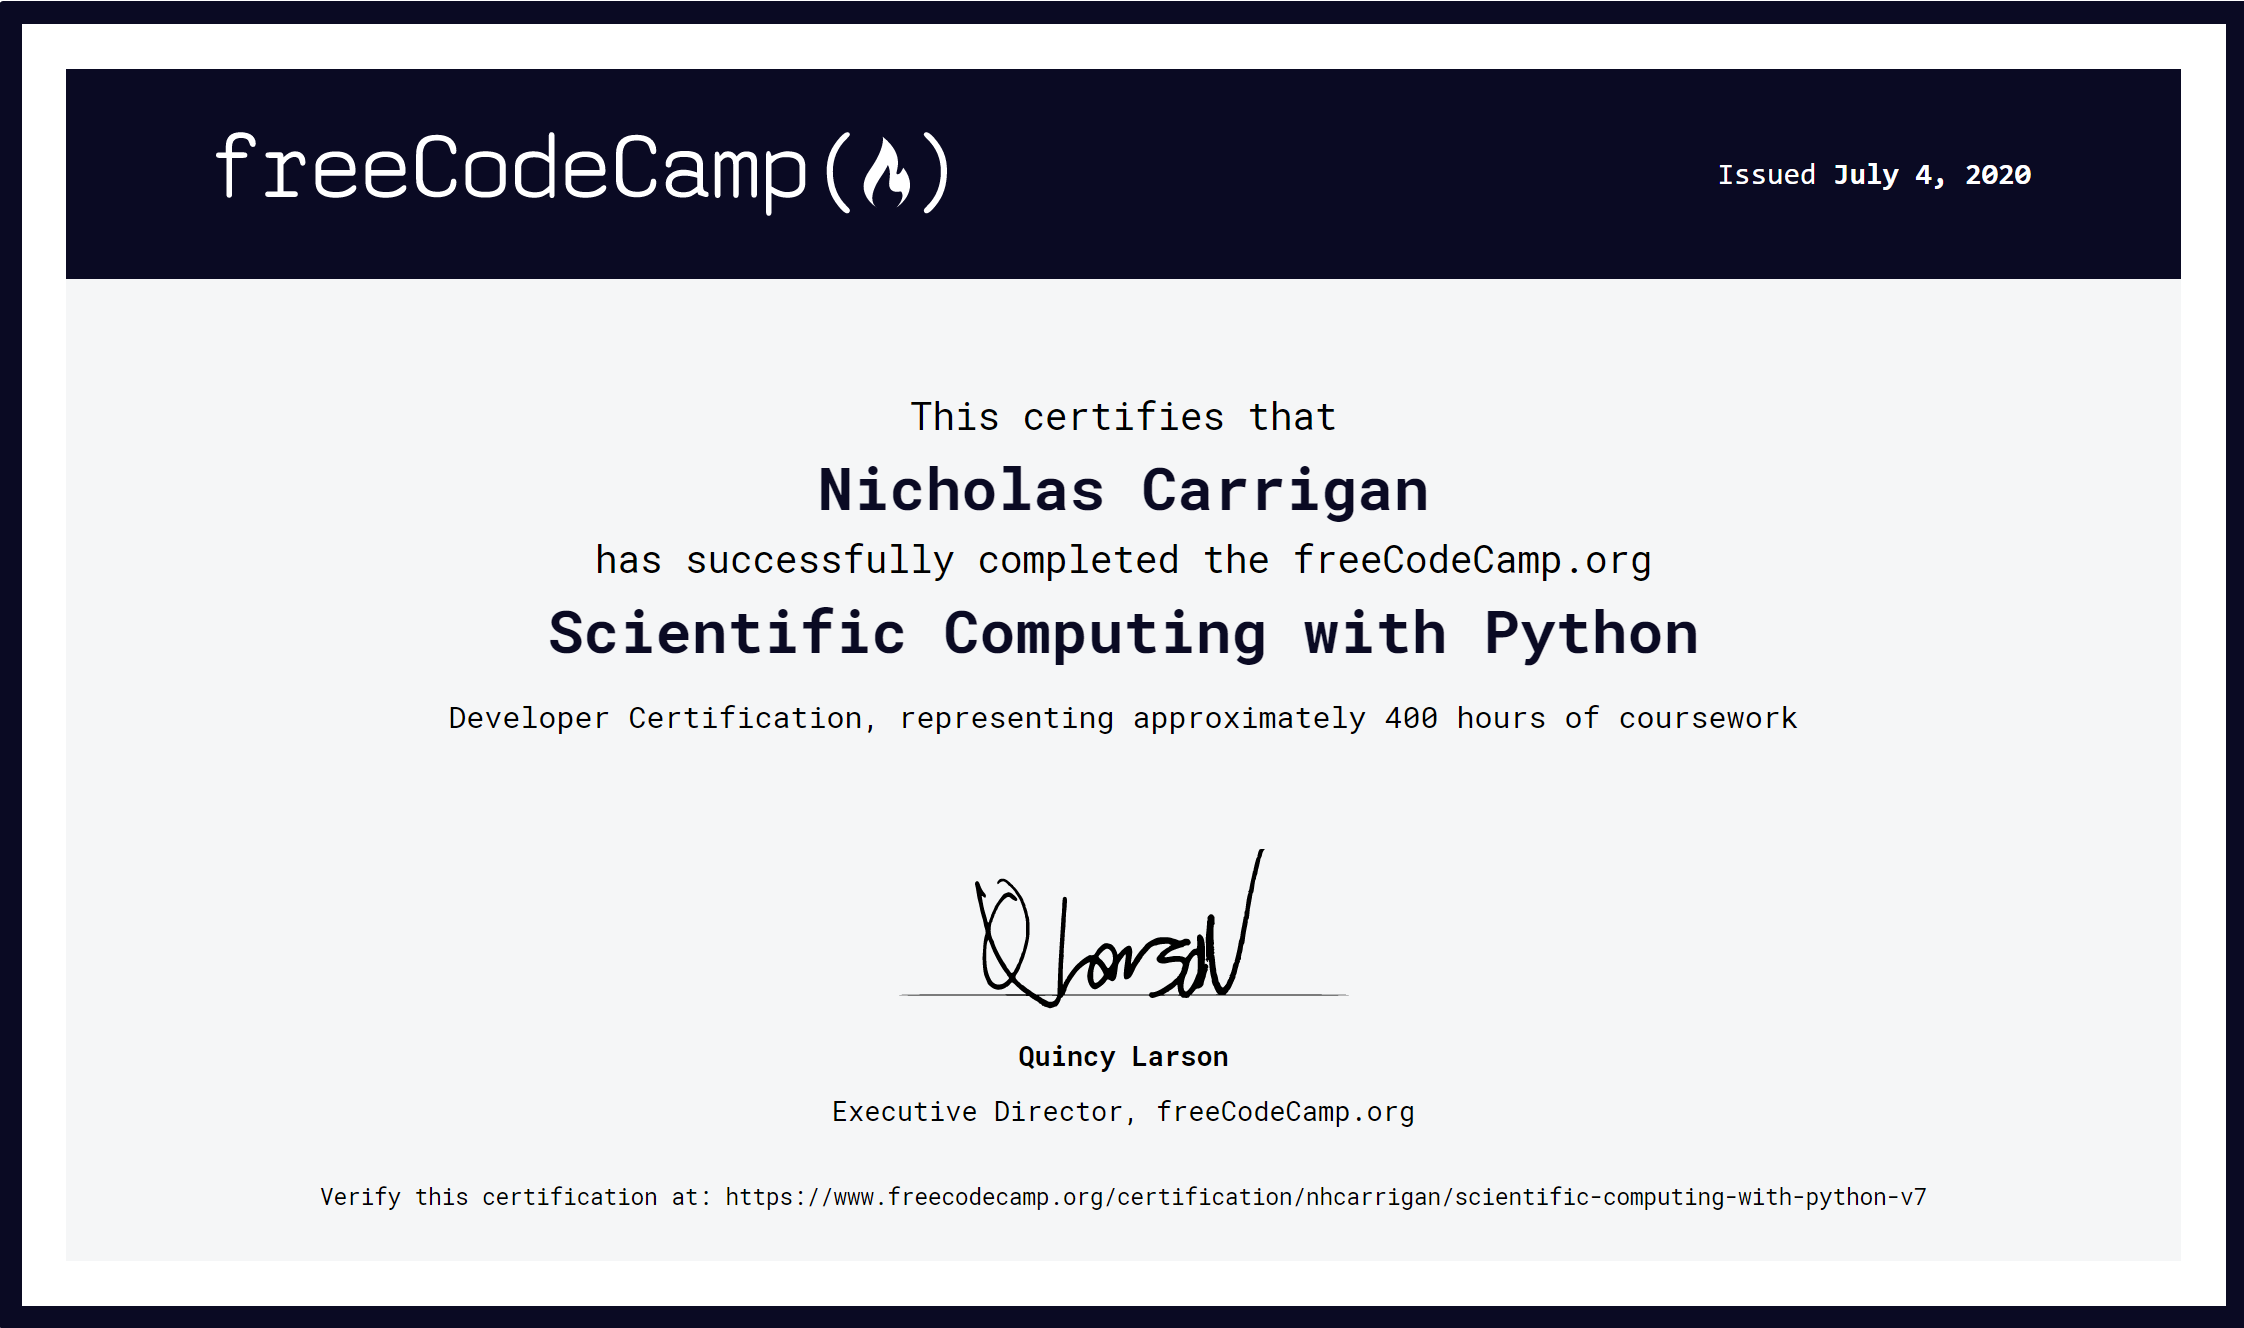 freeCodeCamp
Issued July 4, 2020
This certifies that
Nicholas Carrigan
has successfully completed the freeCodeCamp.org
Scientific Computing with Python
Developer Certification, representing approximately 400 hours of coursework
Q Larson
Quincy Larson
Executive Director, freeCodeCamp.org
Verify this certification at: https://www.freecodecamp.org/certification/nhcarrigan/scientific-computing-with-python-v7